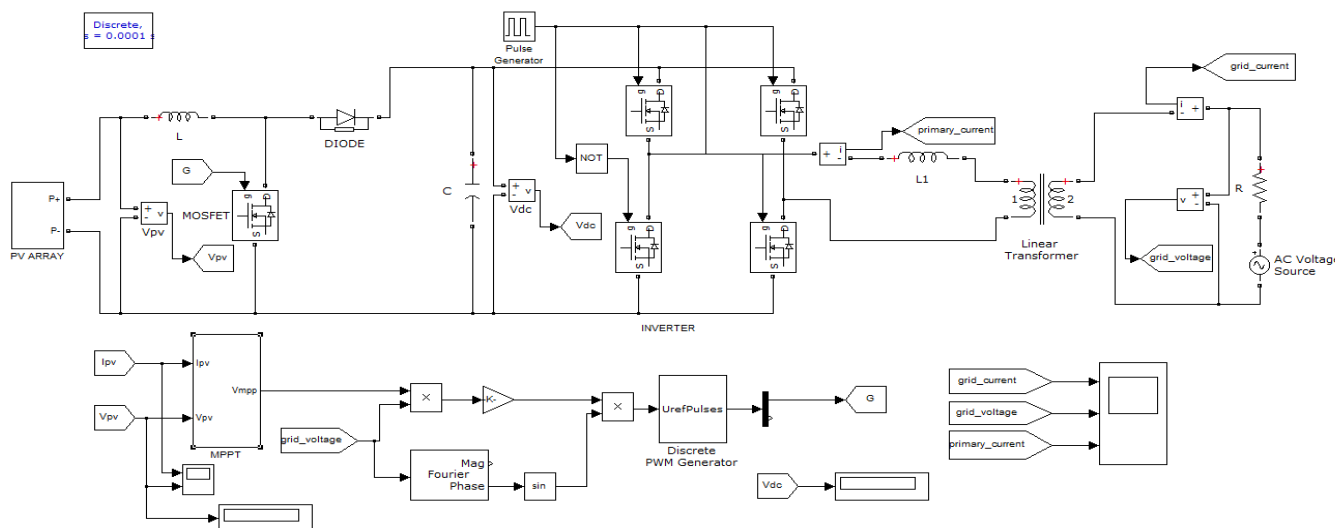 Discrete,
s = 0.0001 s
Pulse
Generator
grid_current
L
DIODE
G
MOSFET
g
D
S
PV ARRAY
P+
P-
+
-
v
Vpv
Vpv
+
C
+
-
v
Vdc
Vdc
NOT
g
D
S
g
D
S
g
D
S
g
D
S
INVERTER
primary_current
+
i
-
+
L1
+
1
+
2
Linear
Transformer
i
+
-
v
+
-
grid_voltage
+
R
+
AC Voltage
Source
Ipv
Vpv
Ipv
Vpv
Vmpp
MPPT
grid_voltage
×
-K-
Mag
Fourier
Phase
sin
×
UrefPulses
Discrete
PWM Generator
G
Vdc
grid_current
grid_voltage
primary_current